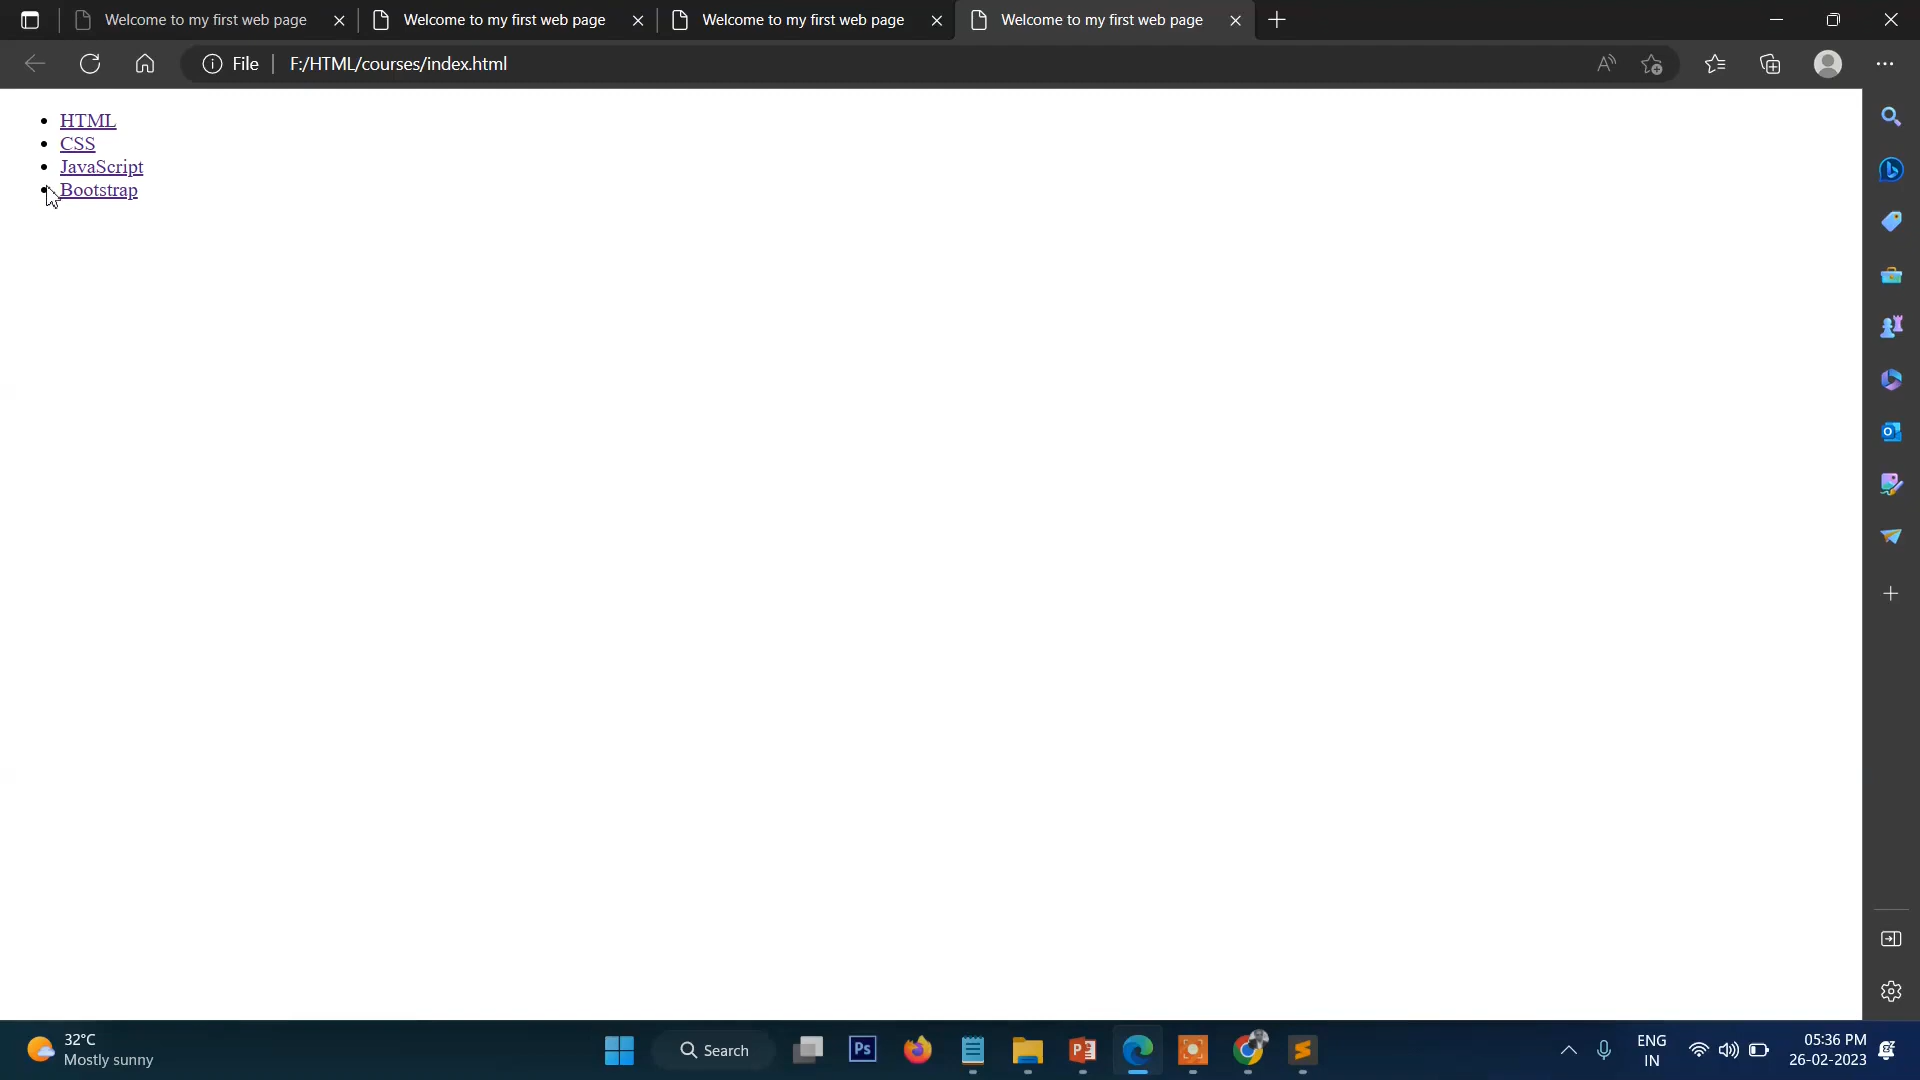 Welcome to my first web page
Welcome to my first web page
Welcome to my first web page
Welcome to my first web page
File
F:/HTML/courses/index.html
HTML
CSS
JavaScript
Bootstrap
32°C
Mostly sunny
Search
Ps
ENG
IN
05:36 PM
26-02-2023